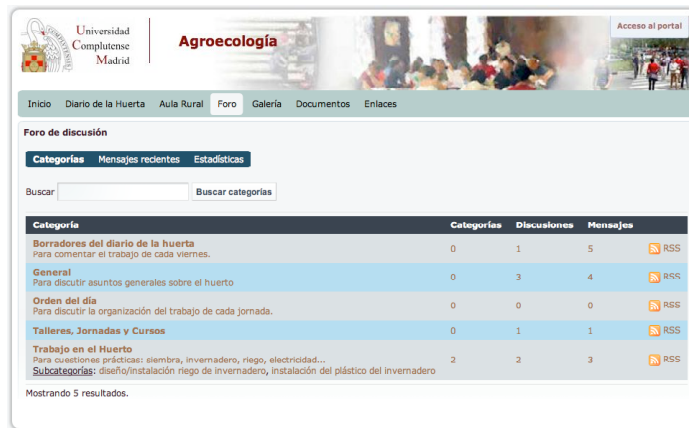 Universidad
Complutense
Madrid
Agroecología
Acceso al portal
Inicio Diario de la Huerta Aula Rural Foro Galería Documentos Enlaces
Foro de discusión
Categorías Mensajes recientes Estadísticas
Buscar Buscar categorías
Categoría Categorías Discusiones Mensajes
Borradores del diario de la huerta
Para comentar el trabajo de cada viernes.
0 1 5 RSS
General
Para discutir asuntos generales sobre el huerto
0 3 4 RSS
Orden del día
Para discutir la organización del trabajo de cada jornada.
0 0 0 RSS
Talleres, Jornadas y Cursos 0 1 1 RSS
Trabajo en el Huerto
Para cuestiones prácticas: siembra, invernadero, riego, electricidad...
2 2 3 RSS
Subcategorías: diseño/instalación riego de invernadero, instalación del plástico del invernadero
Mostrando 5 resultados.